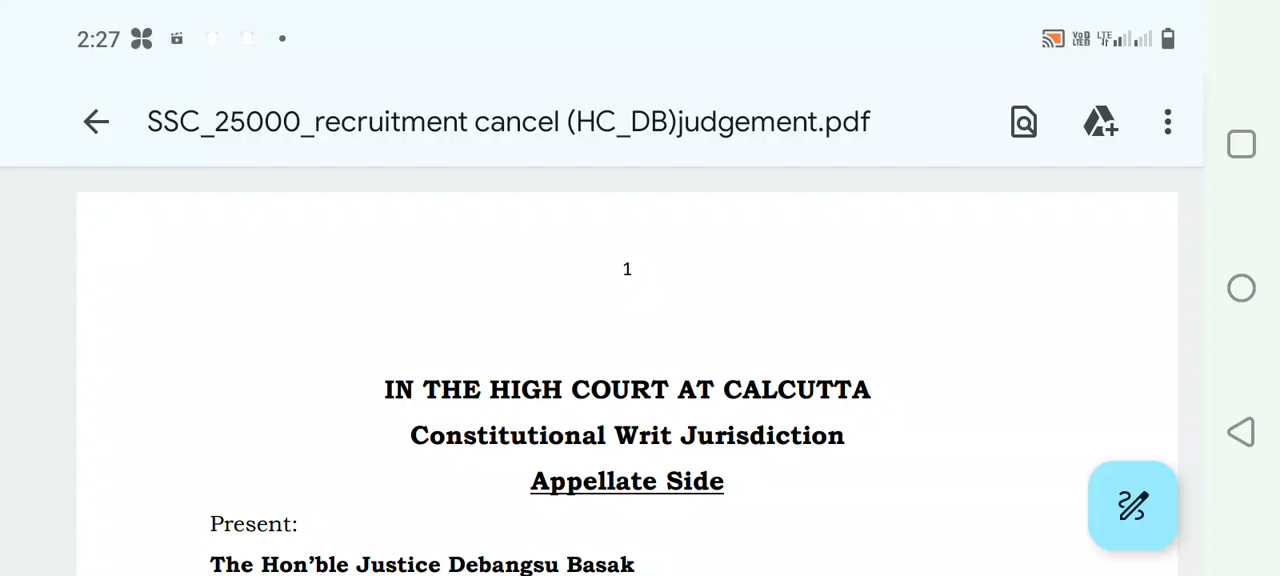 2:27
SSC_25000_recruitment cancel (HC_DB)judgement.pdf
1
IN THE HIGH COURT AT CALCUTTA
Constitutional Writ Jurisdiction
Appellate Side
Present:
The Hon’ble Justice Debangsu Basak